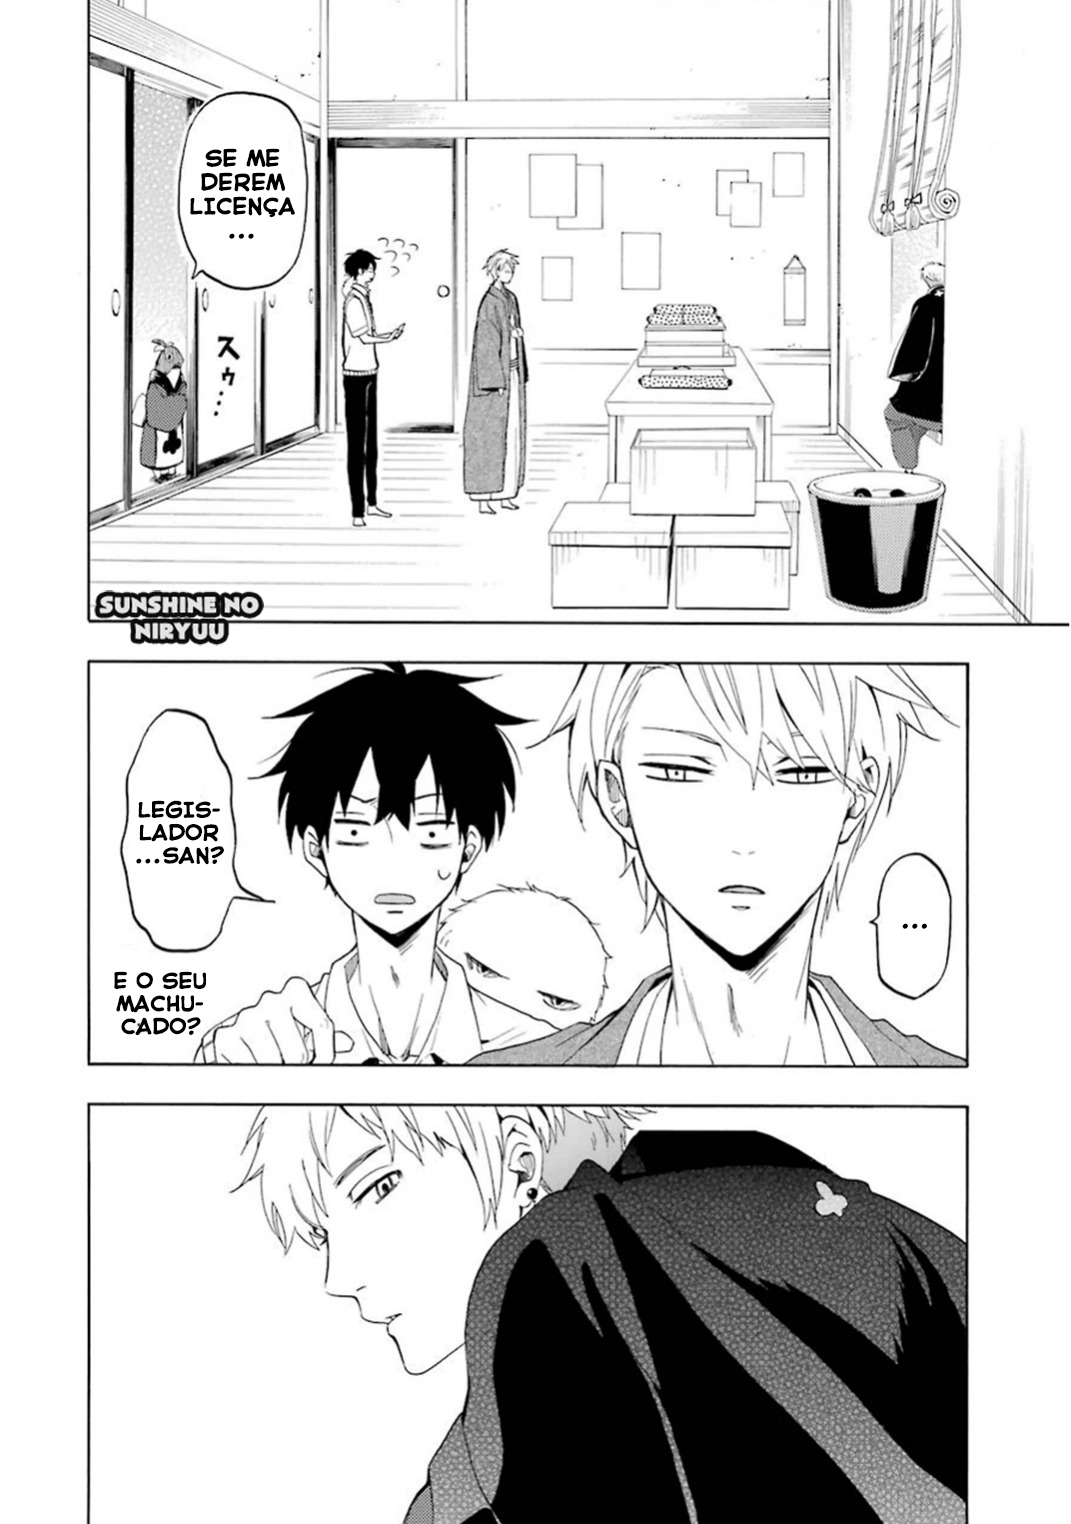 SE ME
DEREM
LICENÇA
...
スゥ…
SUNSHINE NO
NIRYUU
LEGIS-
LADOR
...SAN?
E O SEU
MACHU-
CADO?
...